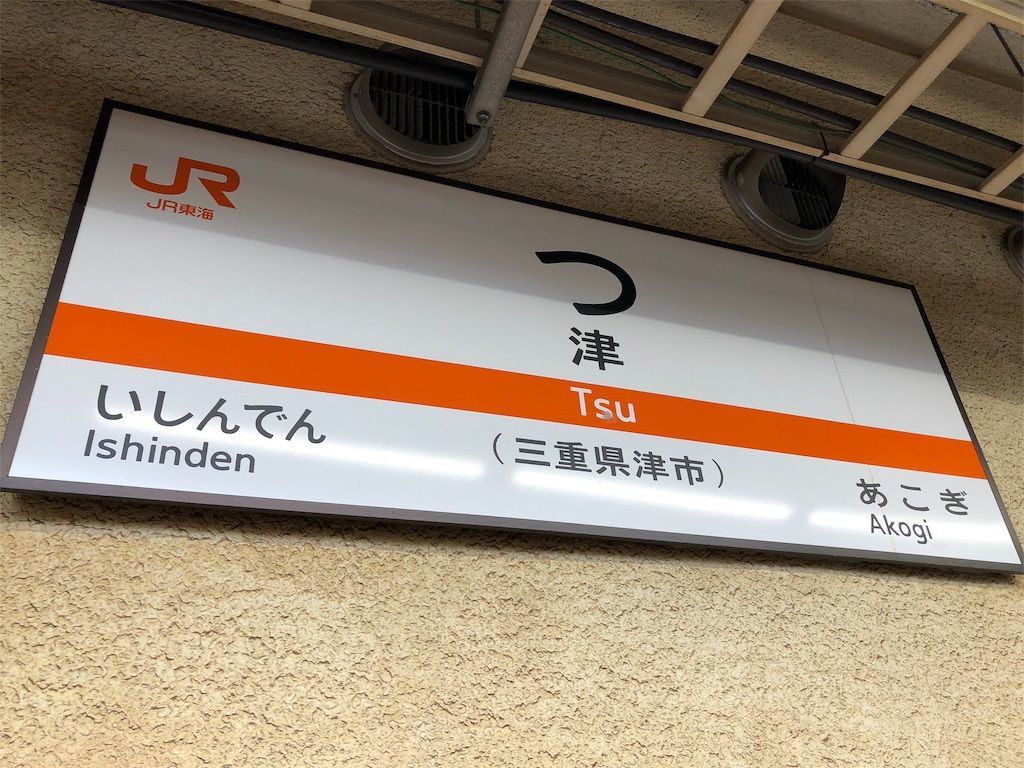 JR
JR東海
つ
津
Tsu
(三重県津市)
いしんでん
Ishinden
あこぎ
Akogi